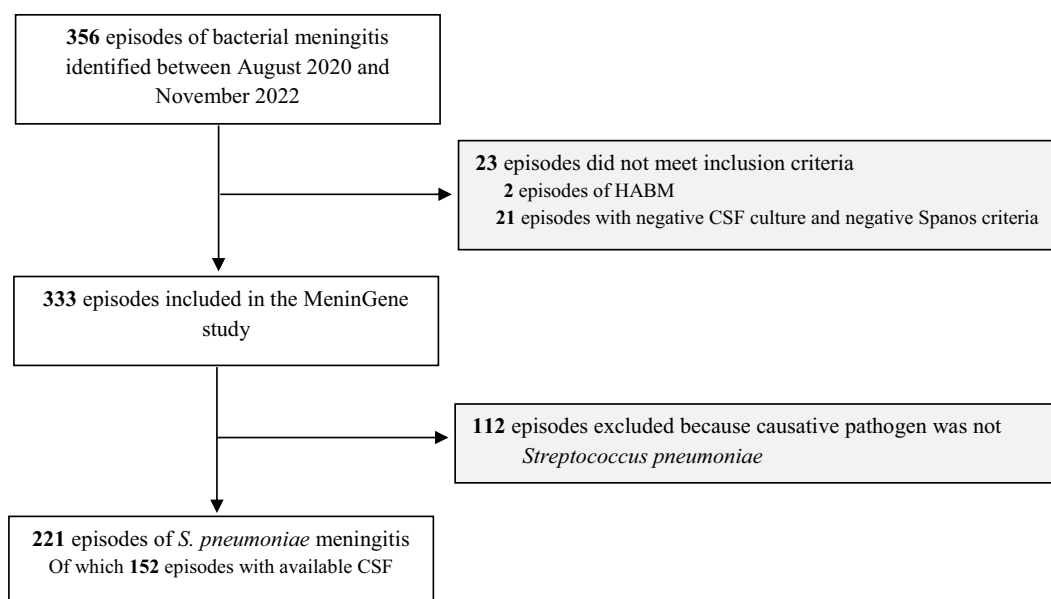 356 episodes of bacterial meningitis
identified between August 2020 and
November 2022
23 episodes did not meet inclusion criteria
2 episodes of HABM
21 episodes with negative CSF culture and negative Spanos criteria
333 episodes included in the MeninGene
study
112 episodes excluded because causative pathogen was not
Streptococcus pneumoniae
221 episodes of S. pneumoniae meningitis
Of which 152 episodes with available CSF